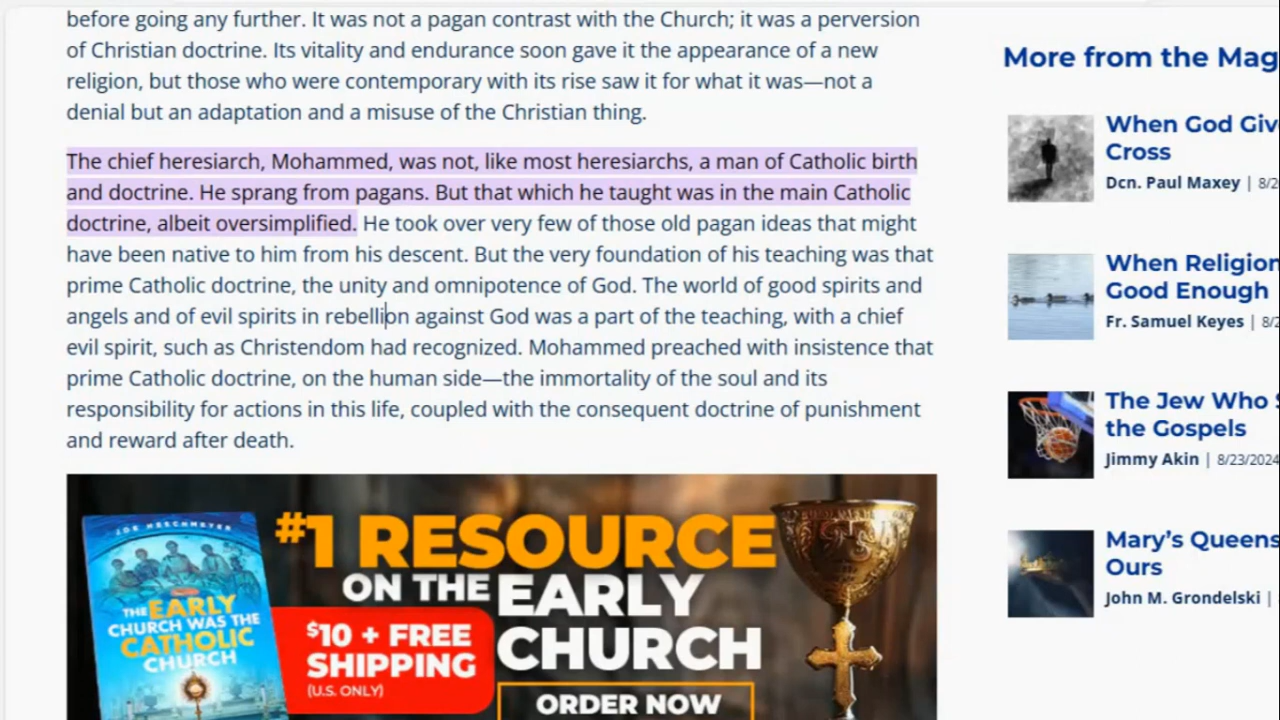 before going any further. It was not a pagan contrast with the Church; it was a perversion
of Christian doctrine. Its vitality and endurance soon gave it the appearance of a new
religion, but those who were contemporary with its rise saw it for what it was—not a
denial but an adaptation and a misuse of the Christian thing.
The chief heresiarch, Mohammed, was not, like most heresiarchs, a man of Catholic birth
and doctrine. He sprang from pagans. But that which he taught was in the main Catholic
doctrine, albeit oversimplified. He took over very few of those old pagan ideas that might
have been native to him from his descent. But the very foundation of his teaching was that
prime Catholic doctrine, the unity and omnipotence of God. The world of good spirits and
angels and of evil spirits in rebellion against God was a part of the teaching, with a chief
evil spirit, such as Christendom had recognized. Mohammed preached with insistence that
prime Catholic doctrine, on the human side—the immortality of the soul and its
responsibility for actions in this life, coupled with the consequent doctrine of punishment
and reward after death.
JOE HESCHMEYER
THE EARLY
CHURCH WAS THE
CATHOLIC
CHURCH
#1 RESOURCE
ON THE EARLY
CHURCH
$10 + FREE
SHIPPING
(U.S. ONLY)
ORDER NOW
More from the Mag
When God Giv
Cross
Dcn. Paul Maxey | 8/2
When Religion
Good Enough
Fr. Samuel Keyes | 8/2
The Jew Who
the Gospels
Jimmy Akin | 8/23/2024
Mary's Queens
Ours
John M. Grondelski |